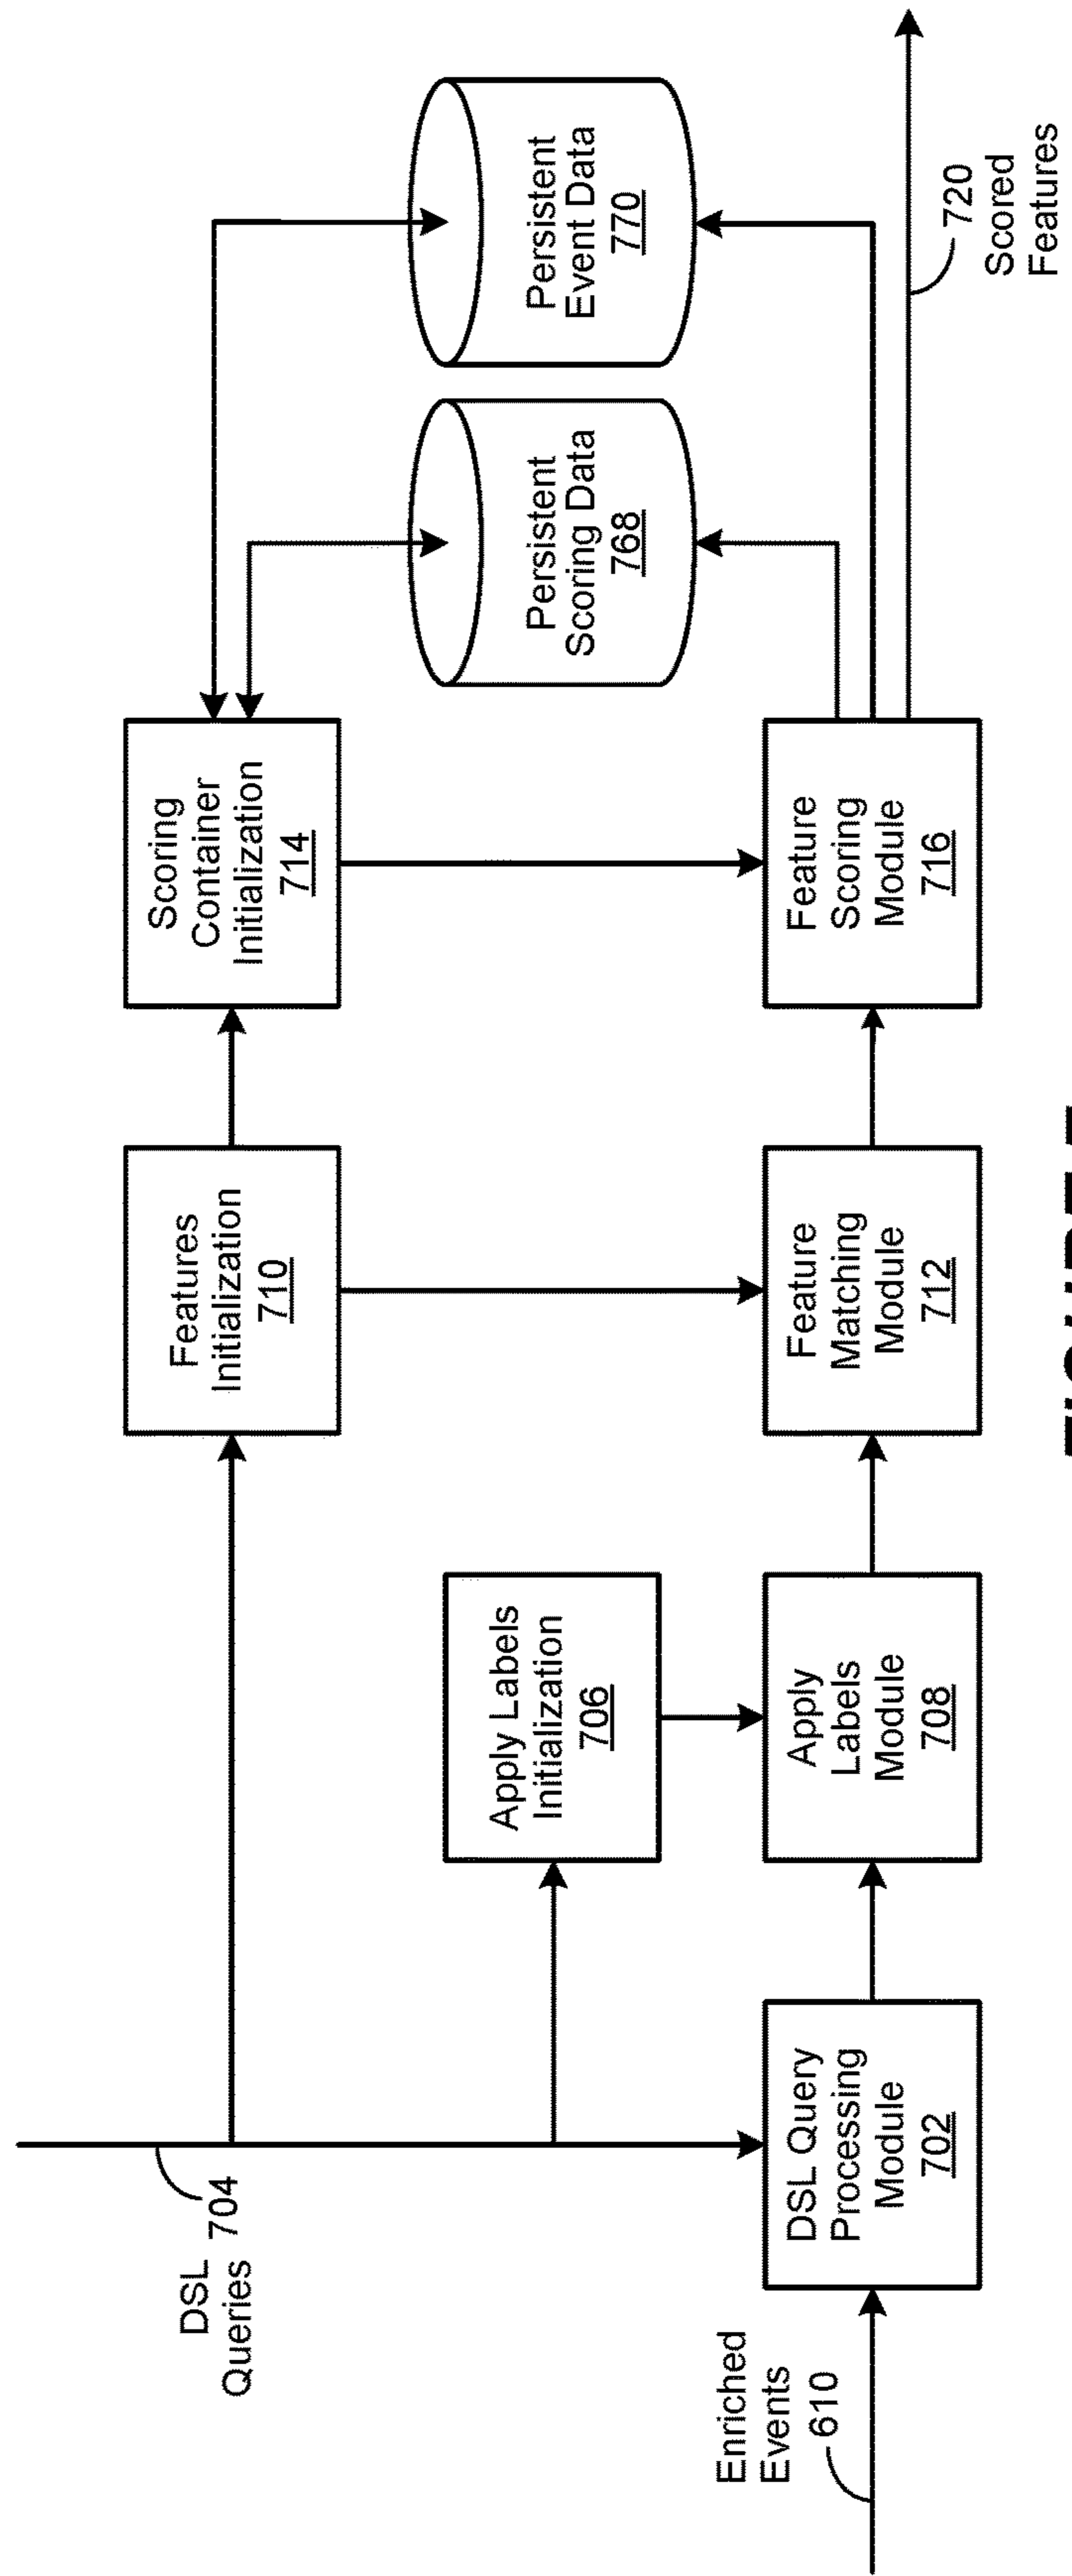 DSL
Queries 704
Enriched
Events
610
DSL Query
Processing
Module
702
Apply Labels
Initialization
706
Apply
Labels
Module
708
Features
Initialization
710
Feature
Matching
Module
712
Scoring
Container
Initialization
714
Feature
Scoring
Module
716
Persistent
Scoring Data
768
Persistent
Event Data
770
720
Scored
Features